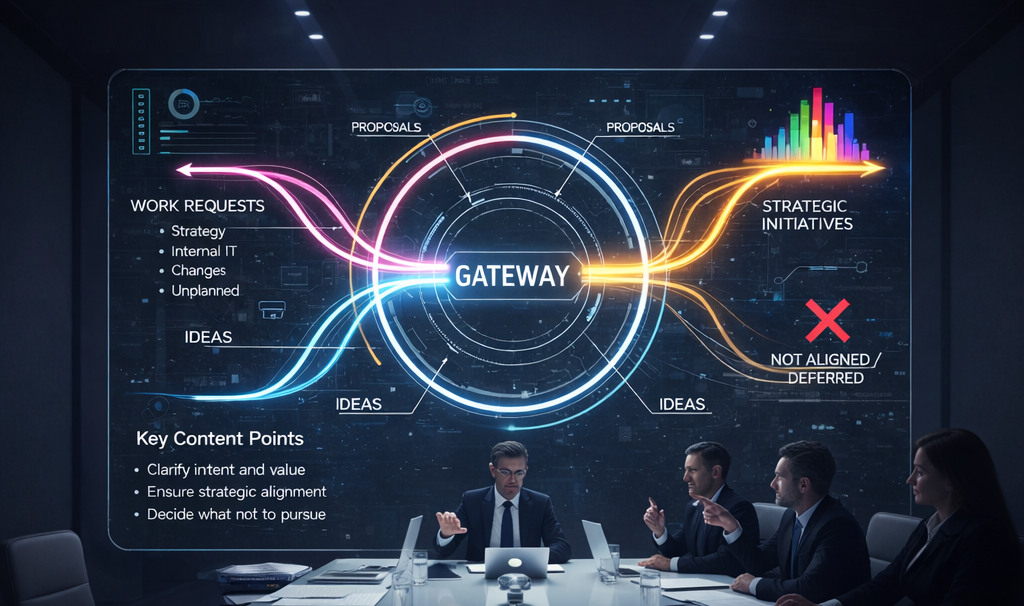 PROPOSALS
PROPOSALS
WORK REQUESTS
• Strategy
• Internal IT
• Changes
• Unplanned
GATEWAY
STRATEGIC
INITIATIVES
IDEAS
NOT ALIGNED /
DEFERRED
IDEAS
IDEAS
Key Content Points
• Clarify intent and value
• Ensure strategic alignment
• Decide what not to pursue